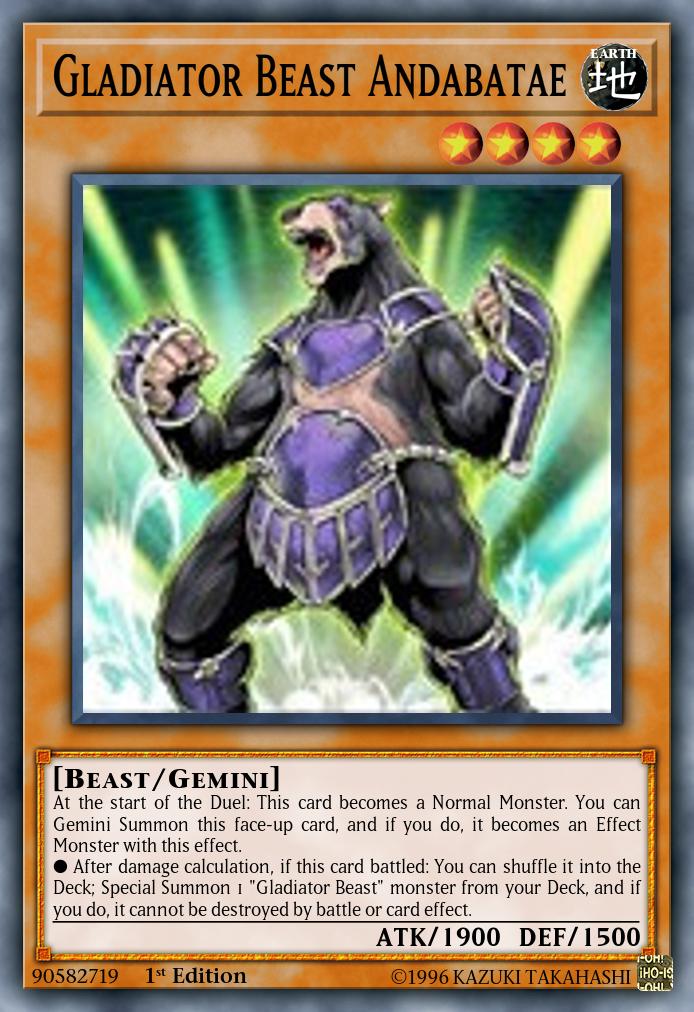 Gladiator Beast Andabatae
EARTH
地
[Beast/Gemini]
At the start of the Duel: This card becomes a Normal Monster. You can
Gemini Summon this face-up card, and if you do, it becomes an Effect
Monster with this effect.
● After damage calculation, if this card battled: You can shuffle it into the
Deck; Special Summon 1 "Gladiator Beast" monster from your Deck, and if
you do, it cannot be destroyed by battle or card effect.
ATK/1900 DEF/1500
90582719 1st Edition ©1996 KAZUKI TAKAHASHI